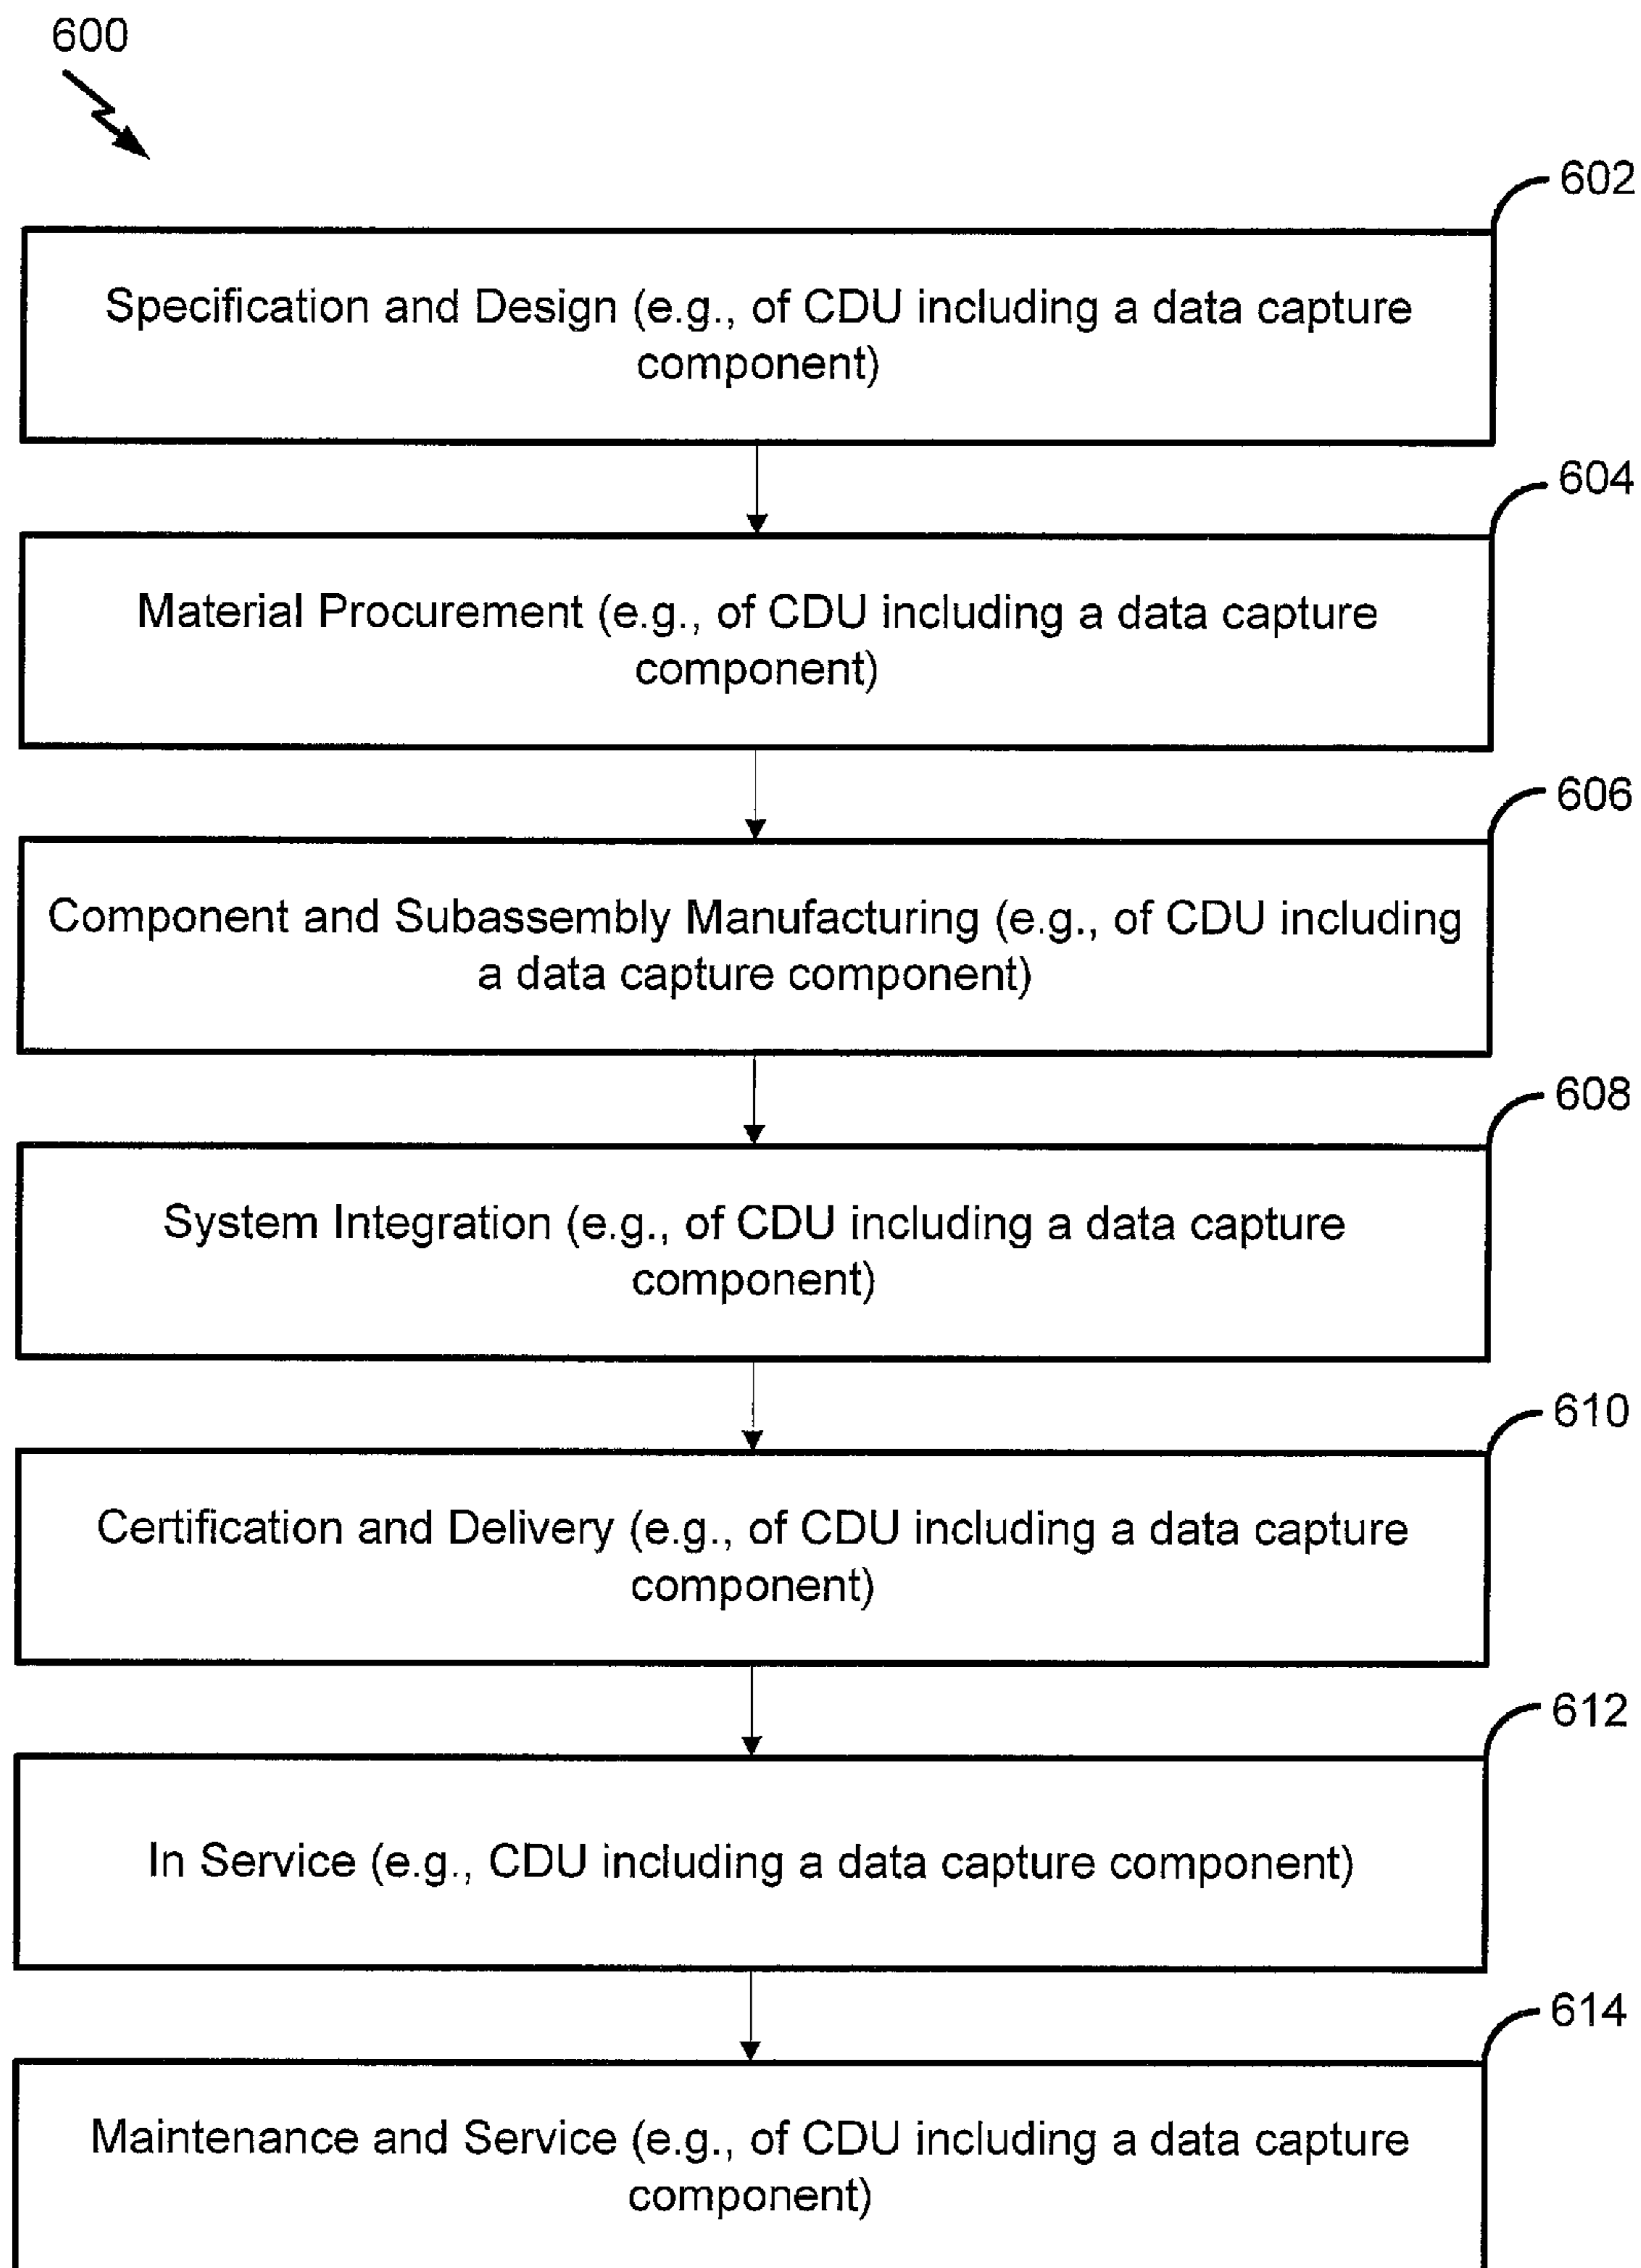 600
602
Specification and Design (e.g., of CDU including a data capture
component)
604
Material Procurement (e.g., of CDU including a data capture
component)
606
Component and Subassembly Manufacturing (e.g., of CDU including
a data capture component)
608
System Integration (e.g., of CDU including a data capture
component)
610
Certification and Delivery (e.g., of CDU including a data capture
component)
612
In Service (e.g., CDU including a data capture component)
614
Maintenance and Service (e.g., of CDU including a data capture
component)